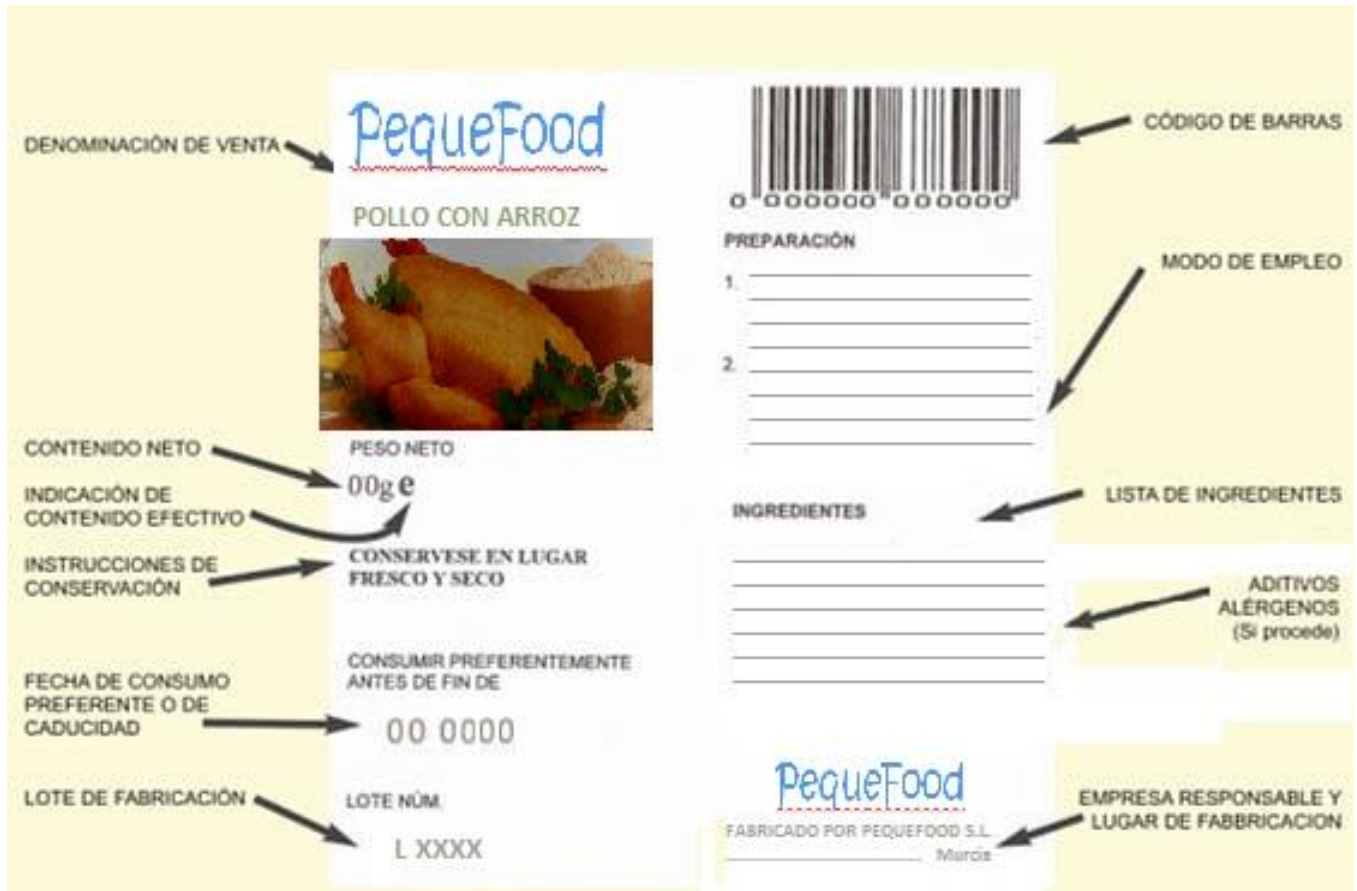 DENOMINACIÓN DE VENTA
PequeFood
POLLO CON ARROZ
CONTENIDO NETO
PESO NETO
00g e
INDICACIÓN DE
CONTENIDO EFECTIVO
INSTRUCCIONES DE
CONSERVACIÓN
CONSERVESE EN LUGAR
FRESCO Y SECO
FECHA DE CONSUMO
PREFERENTE O DE
CADUCIDAD
CONSUMIR PREFERENTEMENTE
ANTES DE FIN DE
00 0000
LOTE DE FABRICACIÓN
LOTE NÚM.
L XXXX
0 000000 000000
CÓDIGO DE BARRAS
PREPARACIÓN
1.
2.
MODO DE EMPLEO
INGREDIENTES
LISTA DE INGREDIENTES
ADITIVOS
ALÉRGENOS
(Si procede)
PequeFood
FABRICADO POR PEQUEFOOD S.L.
Murcia
EMPRESA RESPONSABLE Y
LUGAR DE FABBRICACION